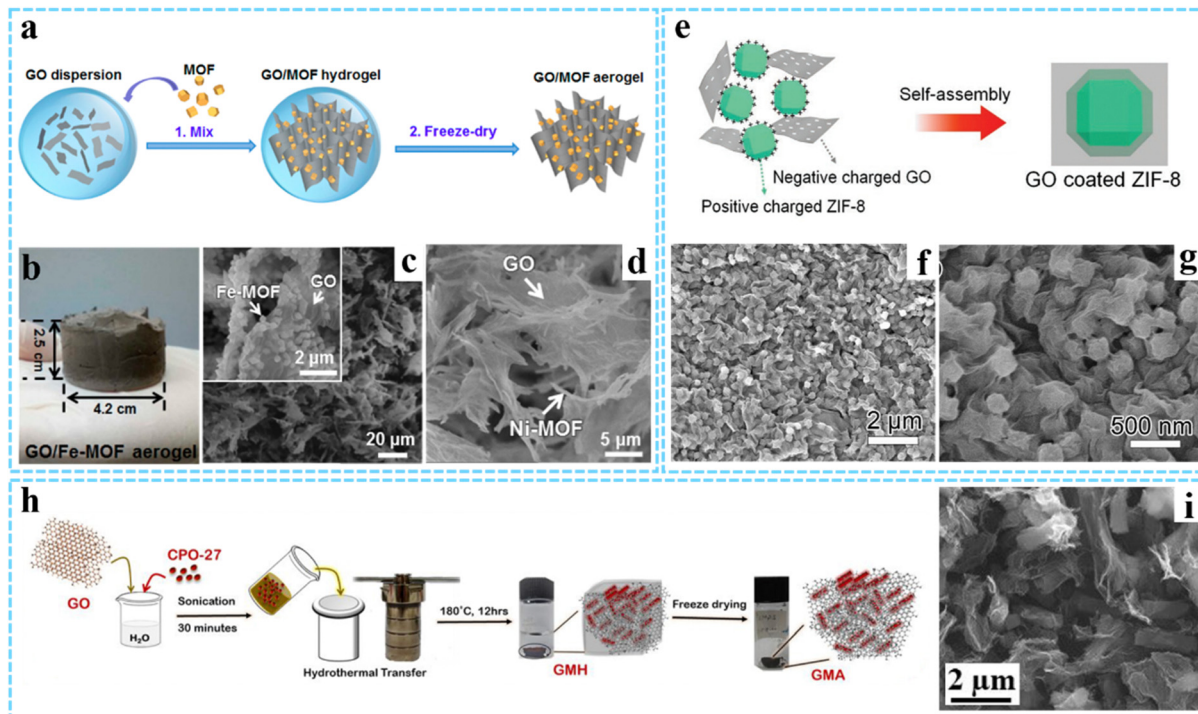 a
GO dispersion
MOF
GO/MOF hydrogel
GO/MOF aerogel
1. Mix
2. Freeze-dry
e
Self-assembly
Negative charged GO
Positive charged ZIF-8
GO coated ZIF-8
b
2.5 cm
4.2 cm
GO/Fe-MOF aerogel
c
Fe-MOF
GO
2 μm
20 μm
d
GO
Ni-MOF
5 μm
f
2 μm
g
500 nm
h
GO
CPO-27
H₂O
Sonication
30 minutes
Hydrothermal Transfer
180°C, 12hrs
GMH
Freeze drying
GMA
i
2 μm